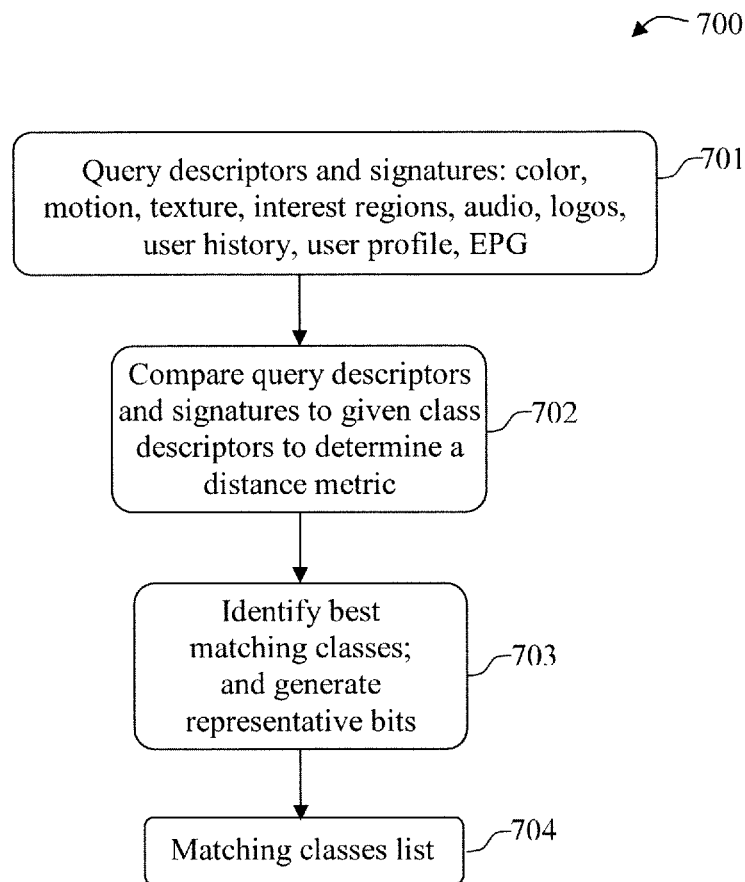 700
Query descriptors and signatures: color,
motion, texture, interest regions, audio, logos,
user history, user profile, EPG
701
Compare query descriptors
and signatures to given class
descriptors to determine a
distance metric
702
Identify best
matching classes;
and generate
representative bits
703
Matching classes list
704